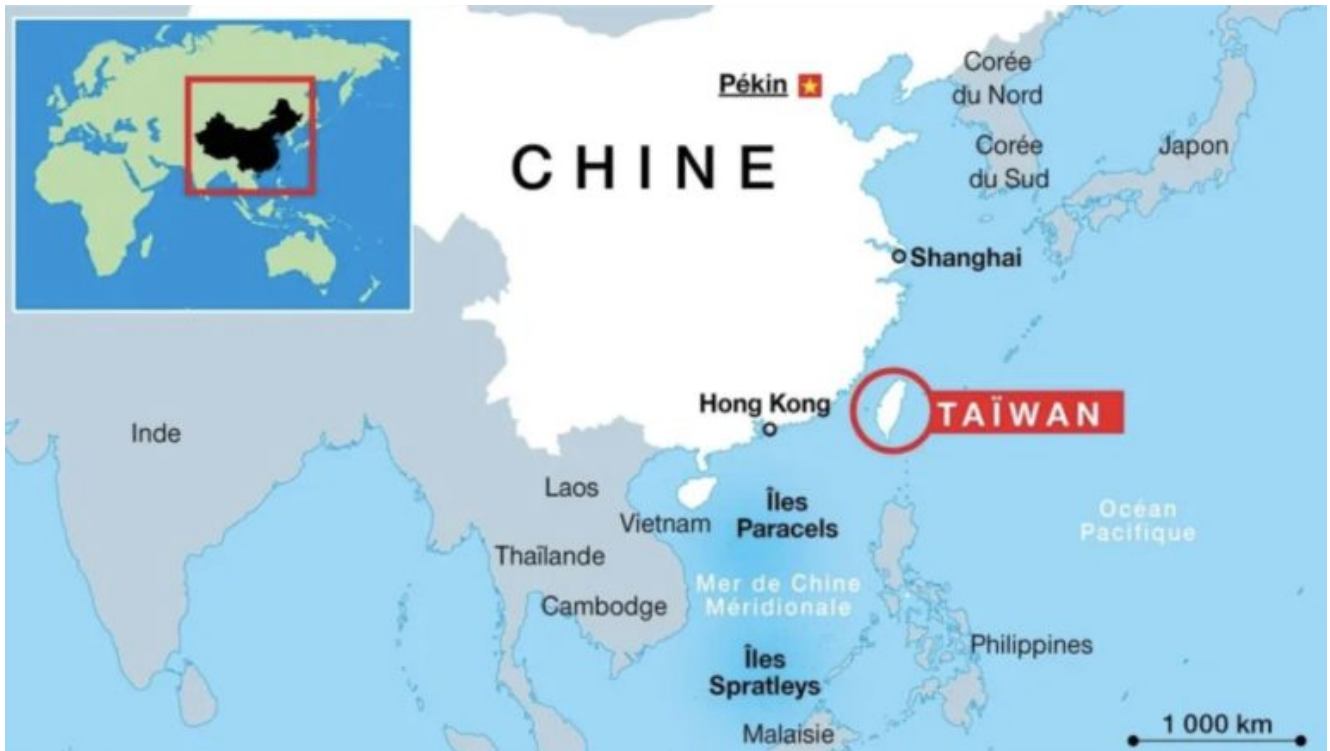 Pékin
CHINE
Corée
du Nord
Corée
du Sud
Japon
Shanghai
Hong Kong
TAÏWAN
Inde
Laos
Vietnam
Îles
Paracels
Océan
Pacifique
Thaïlande
Mer de Chine
Méridionale
Cambodge
Philippines
Îles
Spratleys
Malaisie
1 000 km